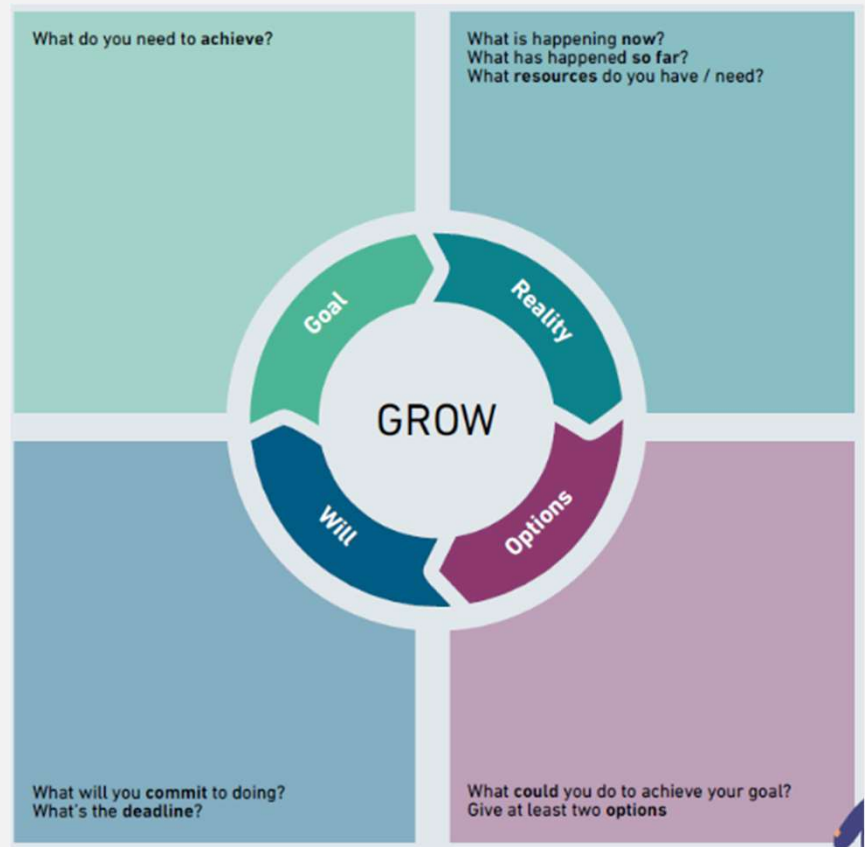 What do you need to achieve?
What is happening now?
What has happened so far?
What resources do you have / need?
Goal
Reality
GROW
Will
Options
What will you commit to doing?
What's the deadline?
What could you do to achieve your goal?
Give at least two options